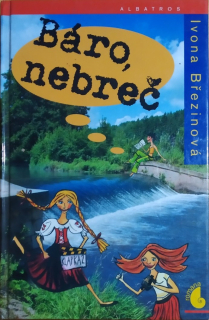 ALBATROS
Báro,
nebreč
Ivona Březinová